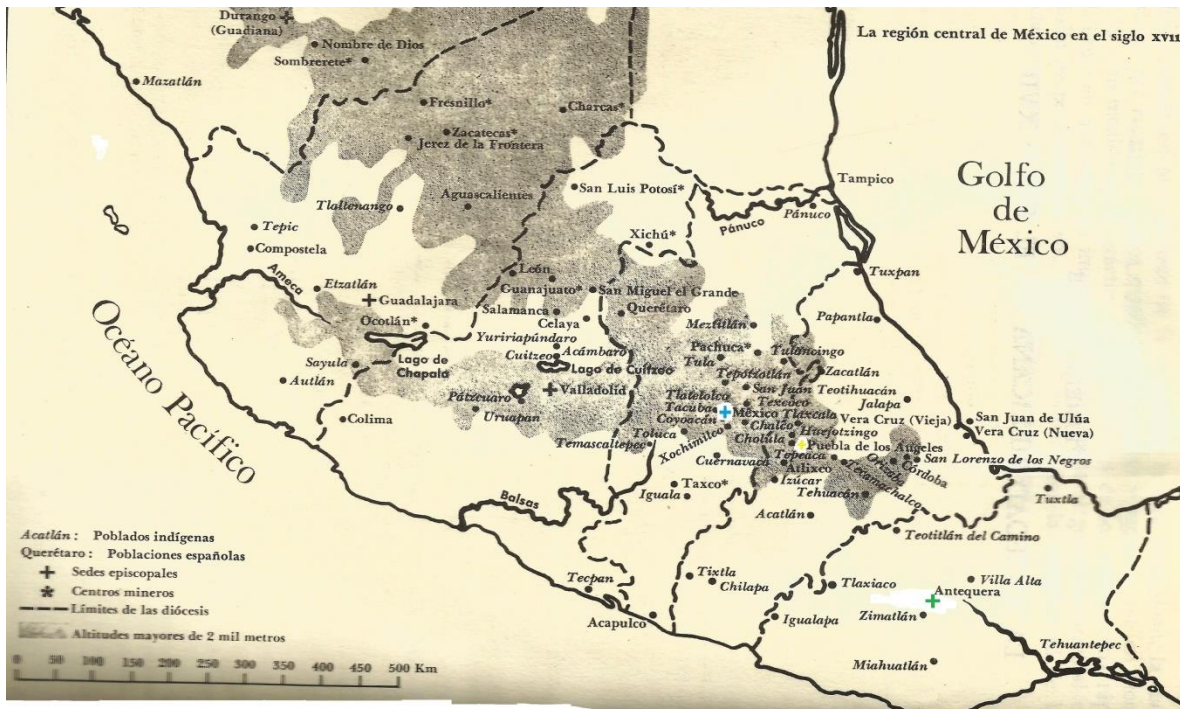 La región central de México en el siglo XVII
Durango
(Guadiana)
Nombre de Dios
Sombrerete*
Mazatlán
Fresnillo*
Charcas*
Zacatecas*
Jerez de la Frontera
Tampico
Golfo
de
México
San Luis Potosí*
Aguascalientes
Tlaltenango
Pánuco
Pánuco
Tepic
Xichú*
Compostela
Tuxpan
Ameca
León
Etzatlán
Guanajuato*
San Miguel el Grande
Guadalajara
Salamanca
Querétaro
Océano Pacífico
Ocotlán*
Celaya
Meztitlán
Papantla
Yuririapúndaro
Cuitzeo
Acámbaro
Pachuca*
Tulancingo
Tula
Sayula
Lago de
Chapala
Lago de Cuitzeo
Tepotzotlán
Zacatlán
Autlán
Pátzcuaro
Valladolid
San Juan Teotihuacán
Tlatelolco
Texcoco
Jalapa
Tacuba
México
Tlaxcala
Vera Cruz (Vieja)
San Juan de Ulúa
Vera Cruz (Nueva)
Colima
Uruapan
Coyoacán
Chalco
Huejotzingo
Toluca
Xochimilco
Cholula
Puebla de los Angeles
Temascaltepec
Tepeaca
Orizaba
Córdoba
San Lorenzo de los Negros
Cuernavaca
Atlixco
Tecamachalco
Izúcar
Taxco*
Tehuacán
Iguala
Tuxtla
Balsas
Acatlán
Teotitlán del Camino
Tixtla
Chilapa
Tecpan
Tlaxiaco
Villa Alta
Antequera
Acapulco
Igualapa
Zimatlán
Miahuatlán
Tehuantepec
Acatlán : Poblados indígenas
Querétaro : Poblaciones españolas
Sedes episcopales
* Centros mineros
Límites de las diócesis
Altitudes mayores de 2 mil metros
0 50 100 150 200 250 300 350 400 450 500 Km